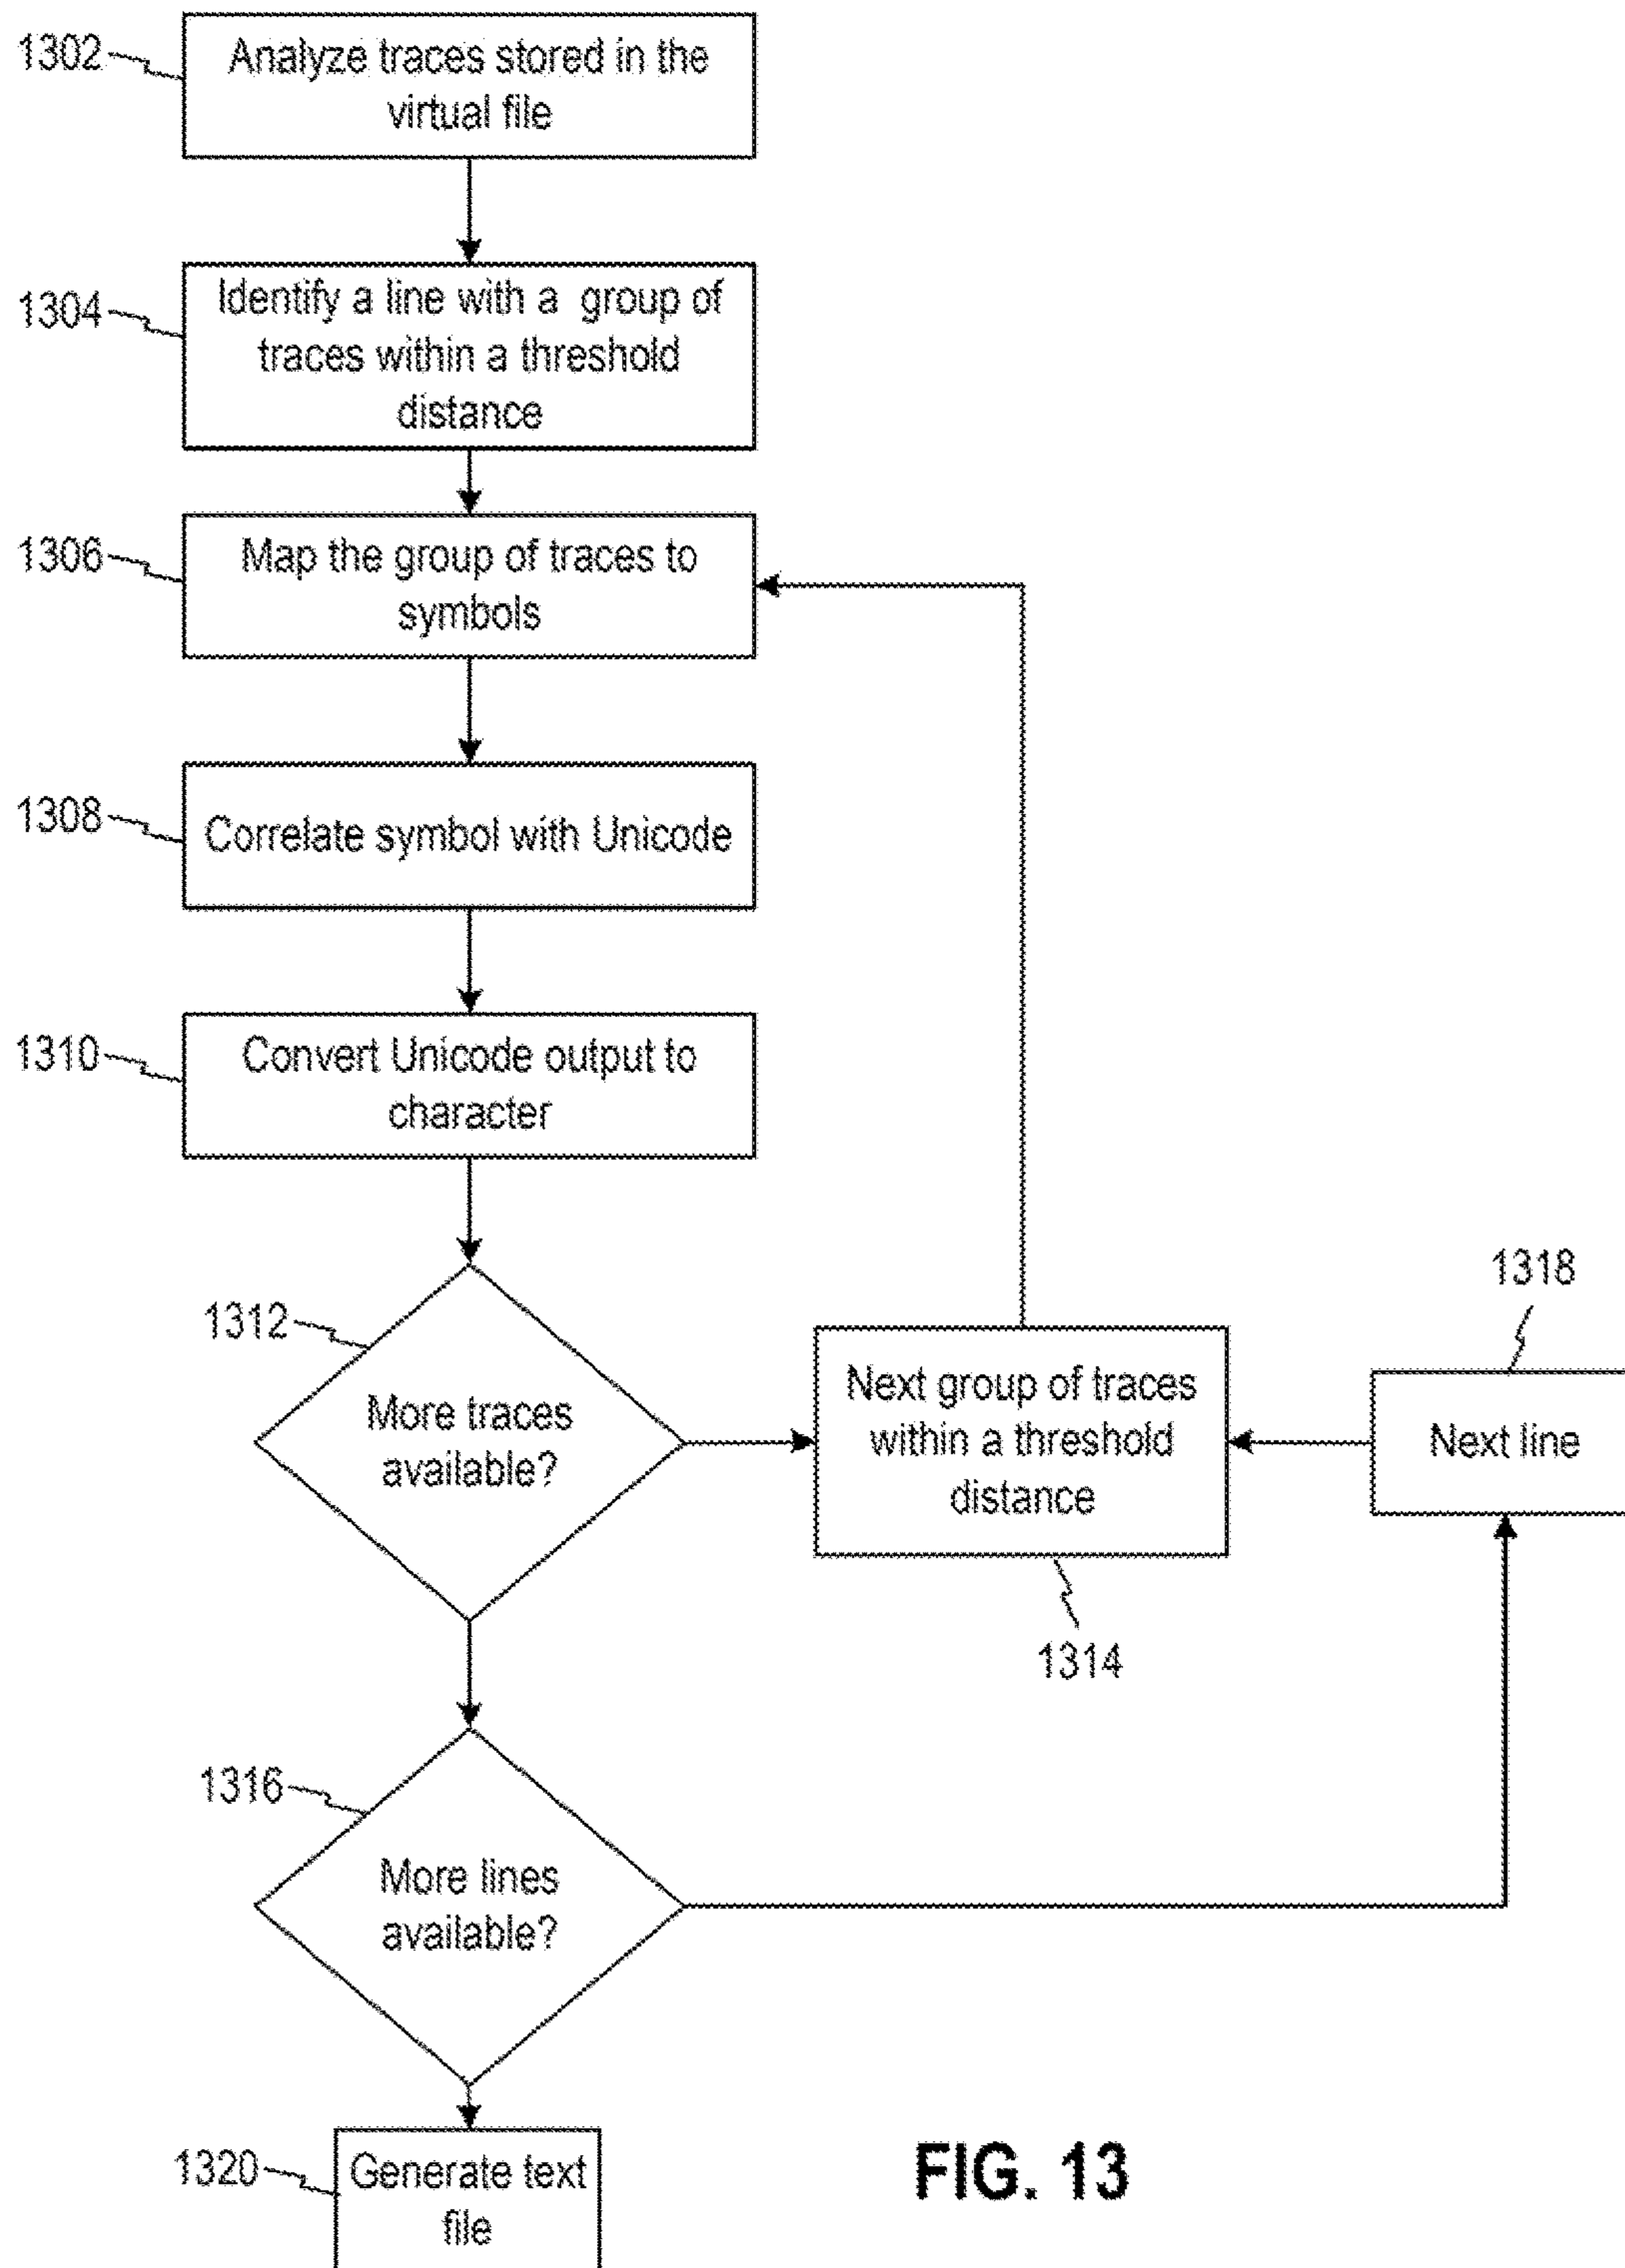 1302
Analyze traces stored in the
virtual file
1304
Identify a line with a group of
traces within a threshold
distance
1306
Map the group of traces to
symbols
1308
Correlate symbol with Unicode
1310
Convert Unicode output to
character
1312
More traces
available?
Next group of traces
within a threshold
distance
1314
1318
Next line
1316
More lines
available?
1320
Generate text
file
FIG. 13